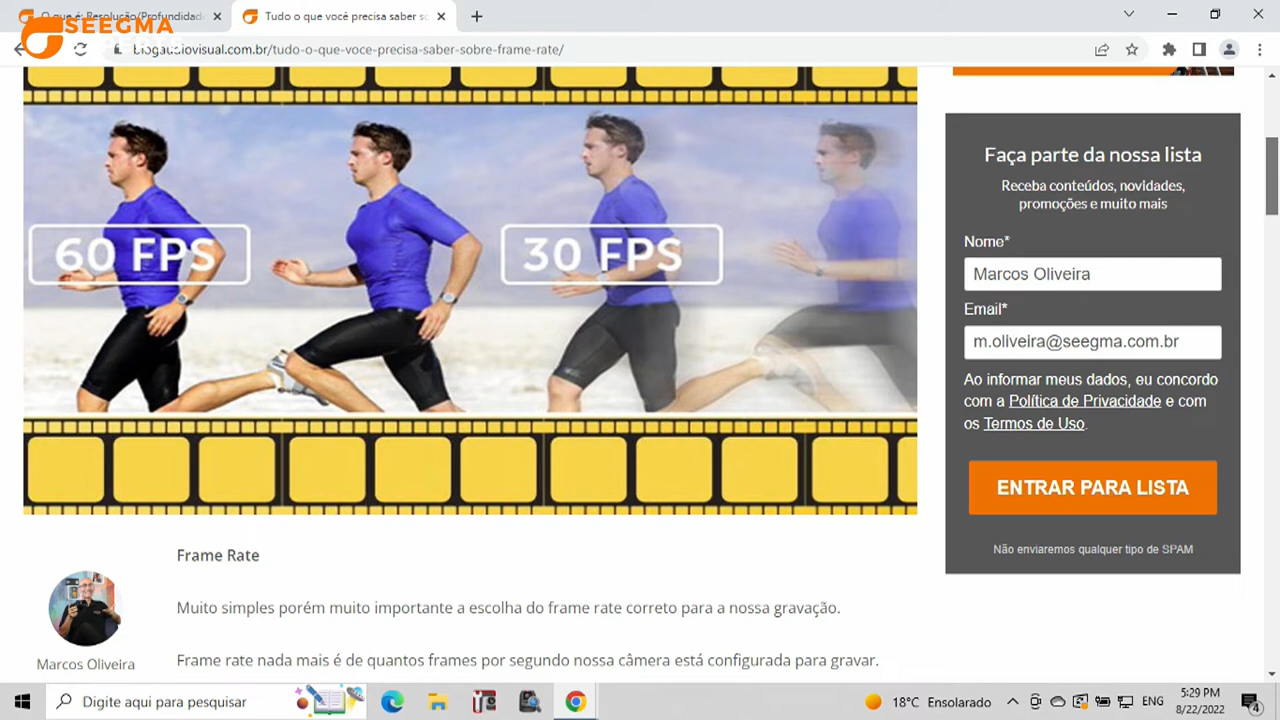 O que é: Resolução/Profundidade
Tudo o que você precisa saber so
SEEGMA
blogaudiovisual.com.br/tudo-o-que-voce-precisa-saber-sobre-frame-rate/
60 FPS
30 FPS
Faça parte da nossa lista
Receba conteúdos, novidades,
promoções e muito mais
Nome*
Marcos Oliveira
Email*
m.oliveira@seegma.com.br
Ao informar meus dados, eu concordo
com a Política de Privacidade e com
os Termos de Uso.
ENTRAR PARA LISTA
Não enviaremos qualquer tipo de SPAM
Frame Rate
Muito simples porém muito importante a escolha do frame rate correto para a nossa gravação.
Marcos Oliveira
Frame rate nada mais é de quantos frames por segundo nossa câmera está configurada para gravar.
Digite aqui para pesquisar
18°C Ensolarado
ENG
5:29 PM
8/22/2022
4